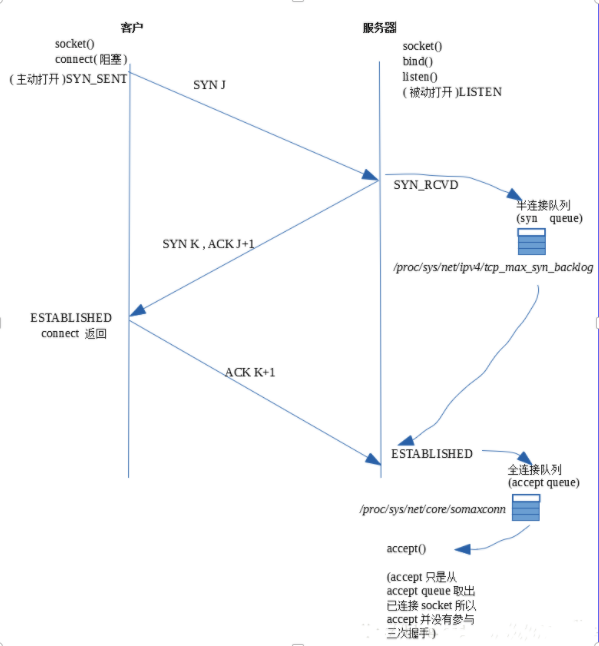 客户
服务器
socket()
connect( 阻塞 )
( 主动打开 )SYN_SENT
socket()
bind()
listen()
( 被动打开 )LISTEN
SYN J
SYN_RCVD
半连接队列
(syn queue)
/proc/sys/net/ipv4/tcp_max_syn_backlog
SYN K , ACK J+1
ESTABLISHED
connect 返回
ACK K+1
ESTABLISHED
全连接队列
(accept queue)
/proc/sys/net/core/somaxconn
accept()
(accept 只是从
accept queue 取出
已连接 socket 所以
accept 并没有参与
三次握手 )